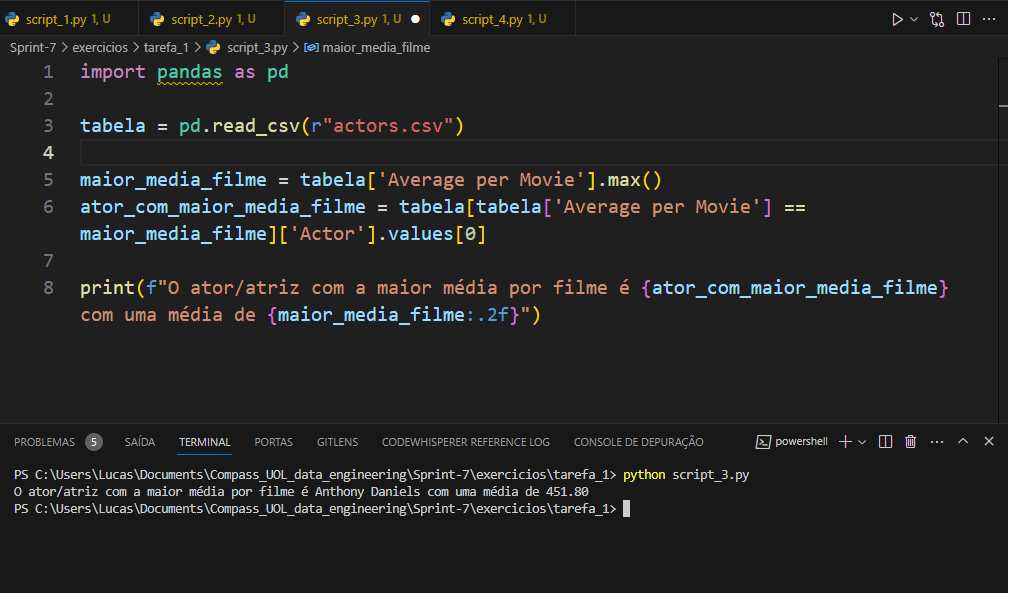 script_1.py 1, U script_2.py 1, U script_3.py 1, U script_4.py 1, U
Sprint-7 > exercicios > tarefa_1 > script_3.py > maior_media_filme
1 import pandas as pd
2
3 tabela = pd.read_csv(r"actors.csv")
4
5 maior_media_filme = tabela['Average per Movie'].max()
6 ator_com_maior_media_filme = tabela[tabela['Average per Movie'] ==
maior_media_filme]['Actor'].values[0]
7
8 print(f"O ator/atriz com a maior média por filme é {ator_com_maior_media_filme}
com uma média de {maior_media_filme:.2f}")
PROBLEMAS 5 SAÍDA TERMINAL PORTAS GITLENS CODEWHISPERER REFERENCE LOG CONSOLE DE DEPURAÇÃO powershell
PS C:\Users\Lucas\Documents\Compass_UOL_data_engineering\Sprint-7\exercicios\tarefa_1> python script_3.py
O ator/atriz com a maior média por filme é Anthony Daniels com uma média de 451.80
PS C:\Users\Lucas\Documents\Compass_UOL_data_engineering\Sprint-7\exercicios\tarefa_1>